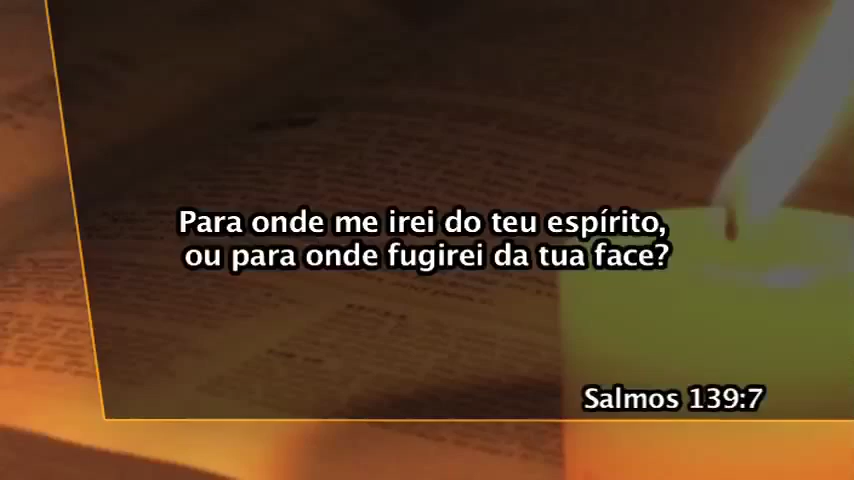 Para onde me irei do teu espírito,
ou para onde fugirei da tua face?
Salmos 139:7